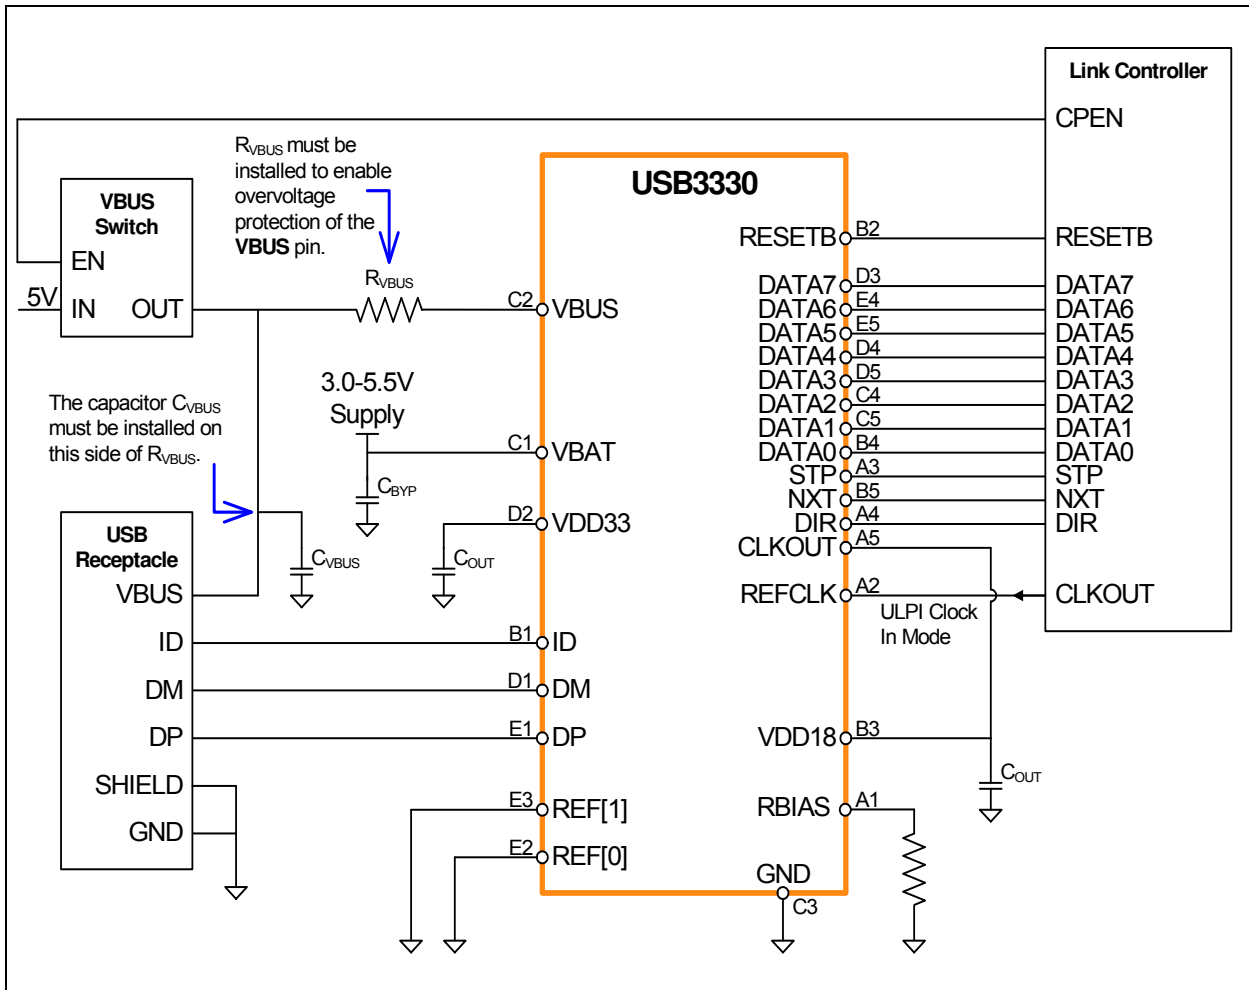 Link Controller
CPEN
RESETB
DATA7
DATA6
DATA5
DATA4
DATA3
DATA2
DATA1
DATA0
STP
NXT
DIR
CLKOUT
VBUS
Switch
EN
5V
IN
OUT
RVBUS must be
installed to enable
overvoltage
protection of the
VBUS pin.
RVBUS
The capacitor CVBUS
must be installed on
this side of RVBUS.
3.0-5.5V
Supply
CBYP
COUT
CVBUS
USB
Receptacle
VBUS
ID
DM
DP
SHIELD
GND
USB3330
C2
VBUS
C1
VBAT
D2
VDD33
B1
ID
D1
DM
E1
DP
E3
REF[1]
E2
REF[0]
RESETB
B2
DATA7
D3
DATA6
E4
DATA5
E5
DATA4
D4
DATA3
D5
DATA2
C4
DATA1
C5
DATA0
B4
STP
A3
NXT
B5
DIR
A4
CLKOUT
A5
REFCLK
A2
ULPI Clock
In Mode
VDD18
B3
COUT
RBIAS
A1
GND
C3